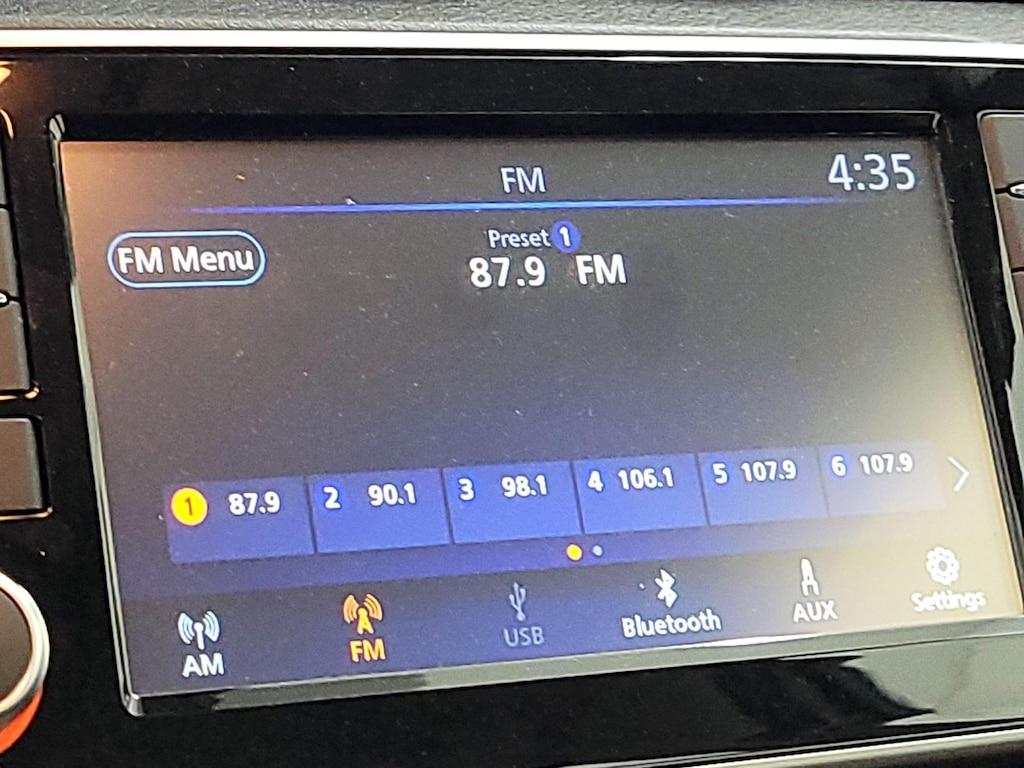 FM 4:35
FM Menu
Preset 1
87.9 FM
1 87.9 2 90.1 3 98.1 4 106.1 5 107.9 6 107.9
AM FM USB Bluetooth AUX Settings